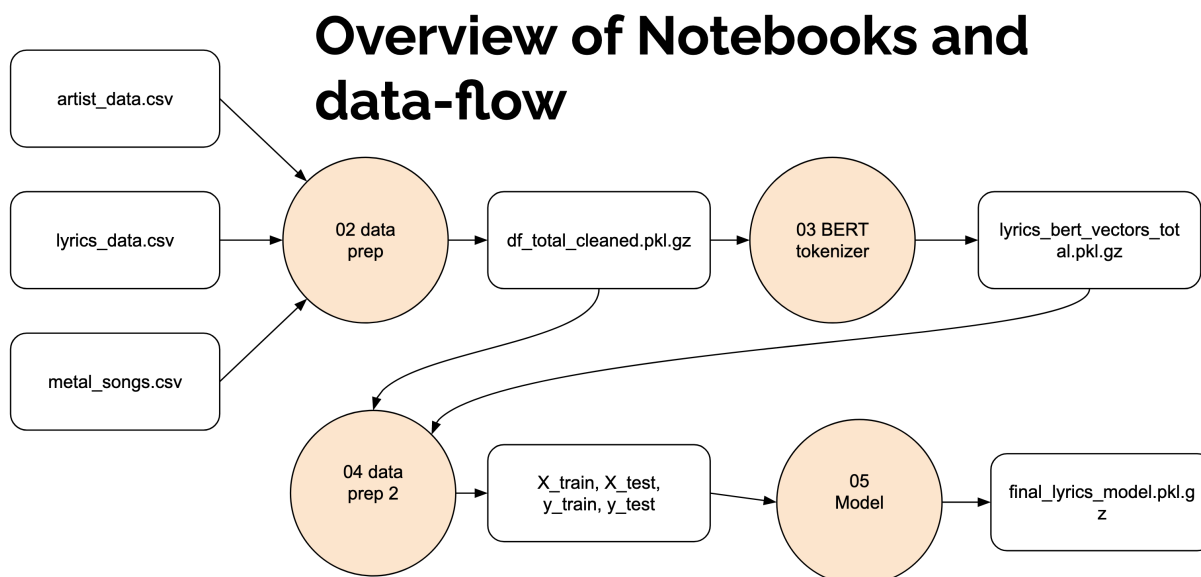 Overview of Notebooks and
data-flow
artist_data.csv
lyrics_data.csv
metal_songs.csv
02 data
prep
df_total_cleaned.pkl.gz
03 BERT
tokenizer
lyrics_bert_vectors_tot
al.pkl.gz
04 data
prep 2
X_train, X_test,
y_train, y_test
05
Model
final_lyrics_model.pkl.g
z